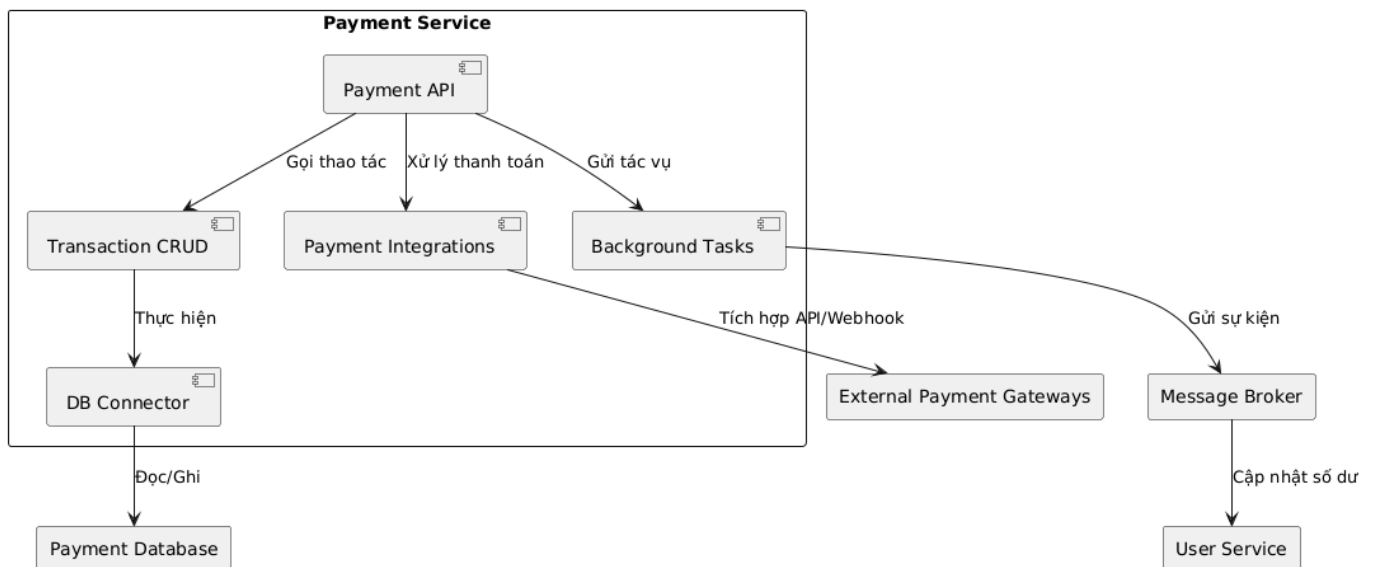 Payment Service
Payment API
Gọi thao tác
Xử lý thanh toán
Gửi tác vụ
Transaction CRUD
Payment Integrations
Background Tasks
Thực hiện
Tích hợp API/Webhook
Gửi sự kiện
DB Connector
External Payment Gateways
Message Broker
Đọc/Ghi
Cập nhật số dư
Payment Database
User Service